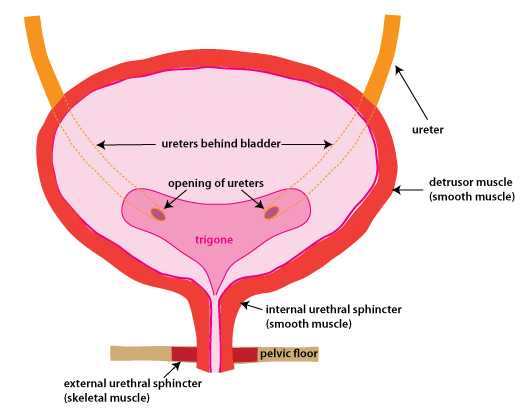 ureter
ureters behind bladder
opening of ureters
detrusor muscle
(smooth muscle)
trigone
internal urethral sphincter
(smooth muscle)
pelvic floor
external urethral sphincter
(skeletal muscle)